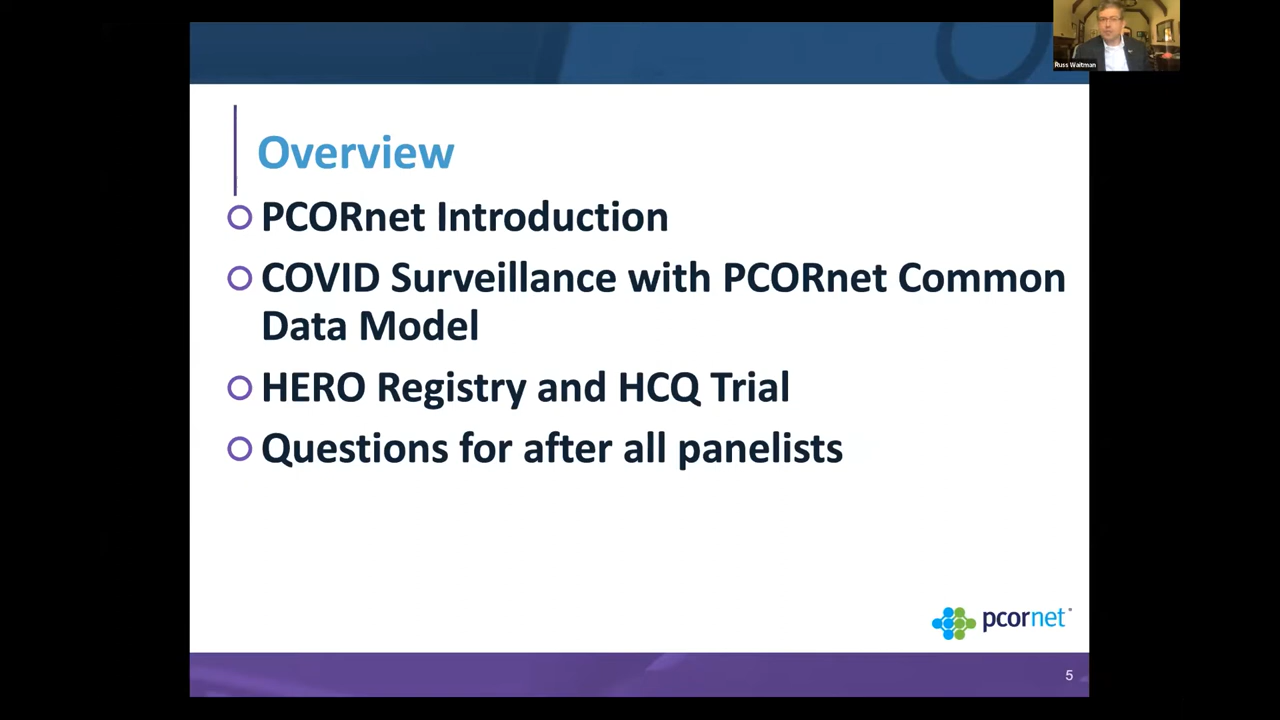 Russ Waitman
Overview
PCORnet Introduction
COVID Surveillance with PCORnet Common
Data Model
HERO Registry and HCQ Trial
Questions for after all panelists
pcornet
5